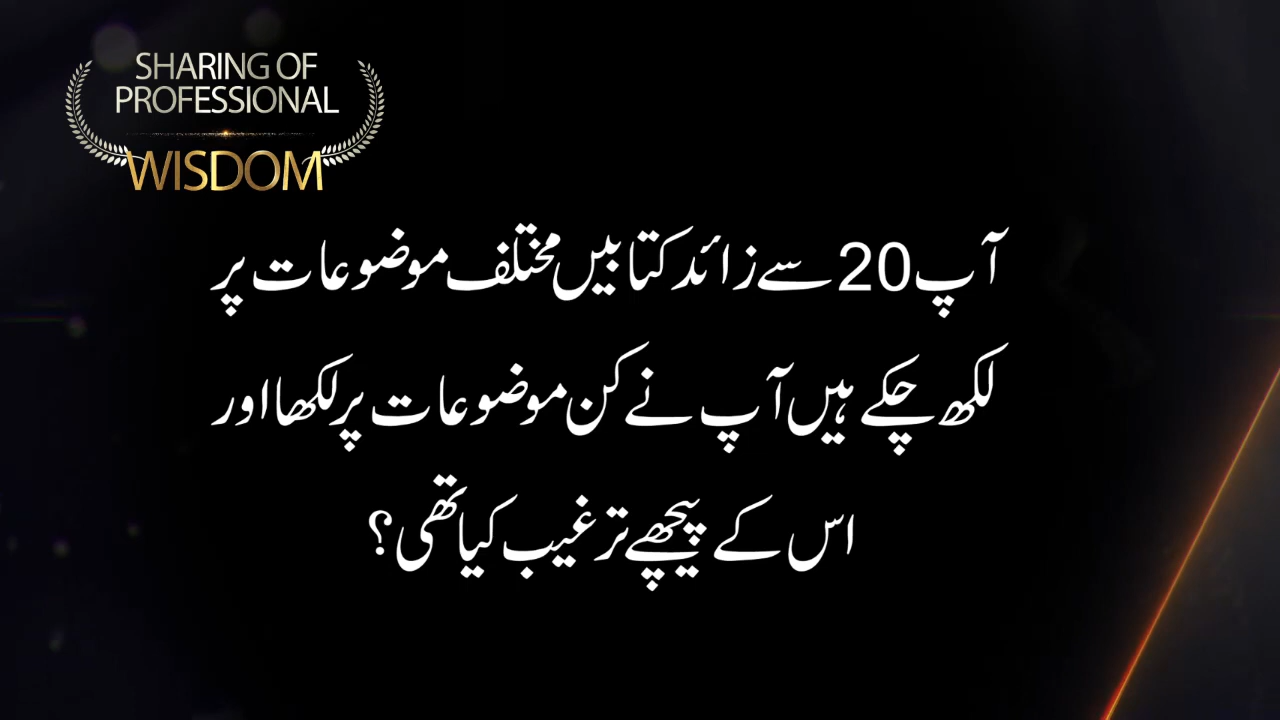 SHARING OF
PROFESSIONAL
WISDOM
آپ 20 سے زائد کتابیں مختلف موضوعات پر
لکھ چکے ہیں آپ نے کن موضوعات پر لکھا اور
اس کے پیچھے ترغیب کیا تھی؟